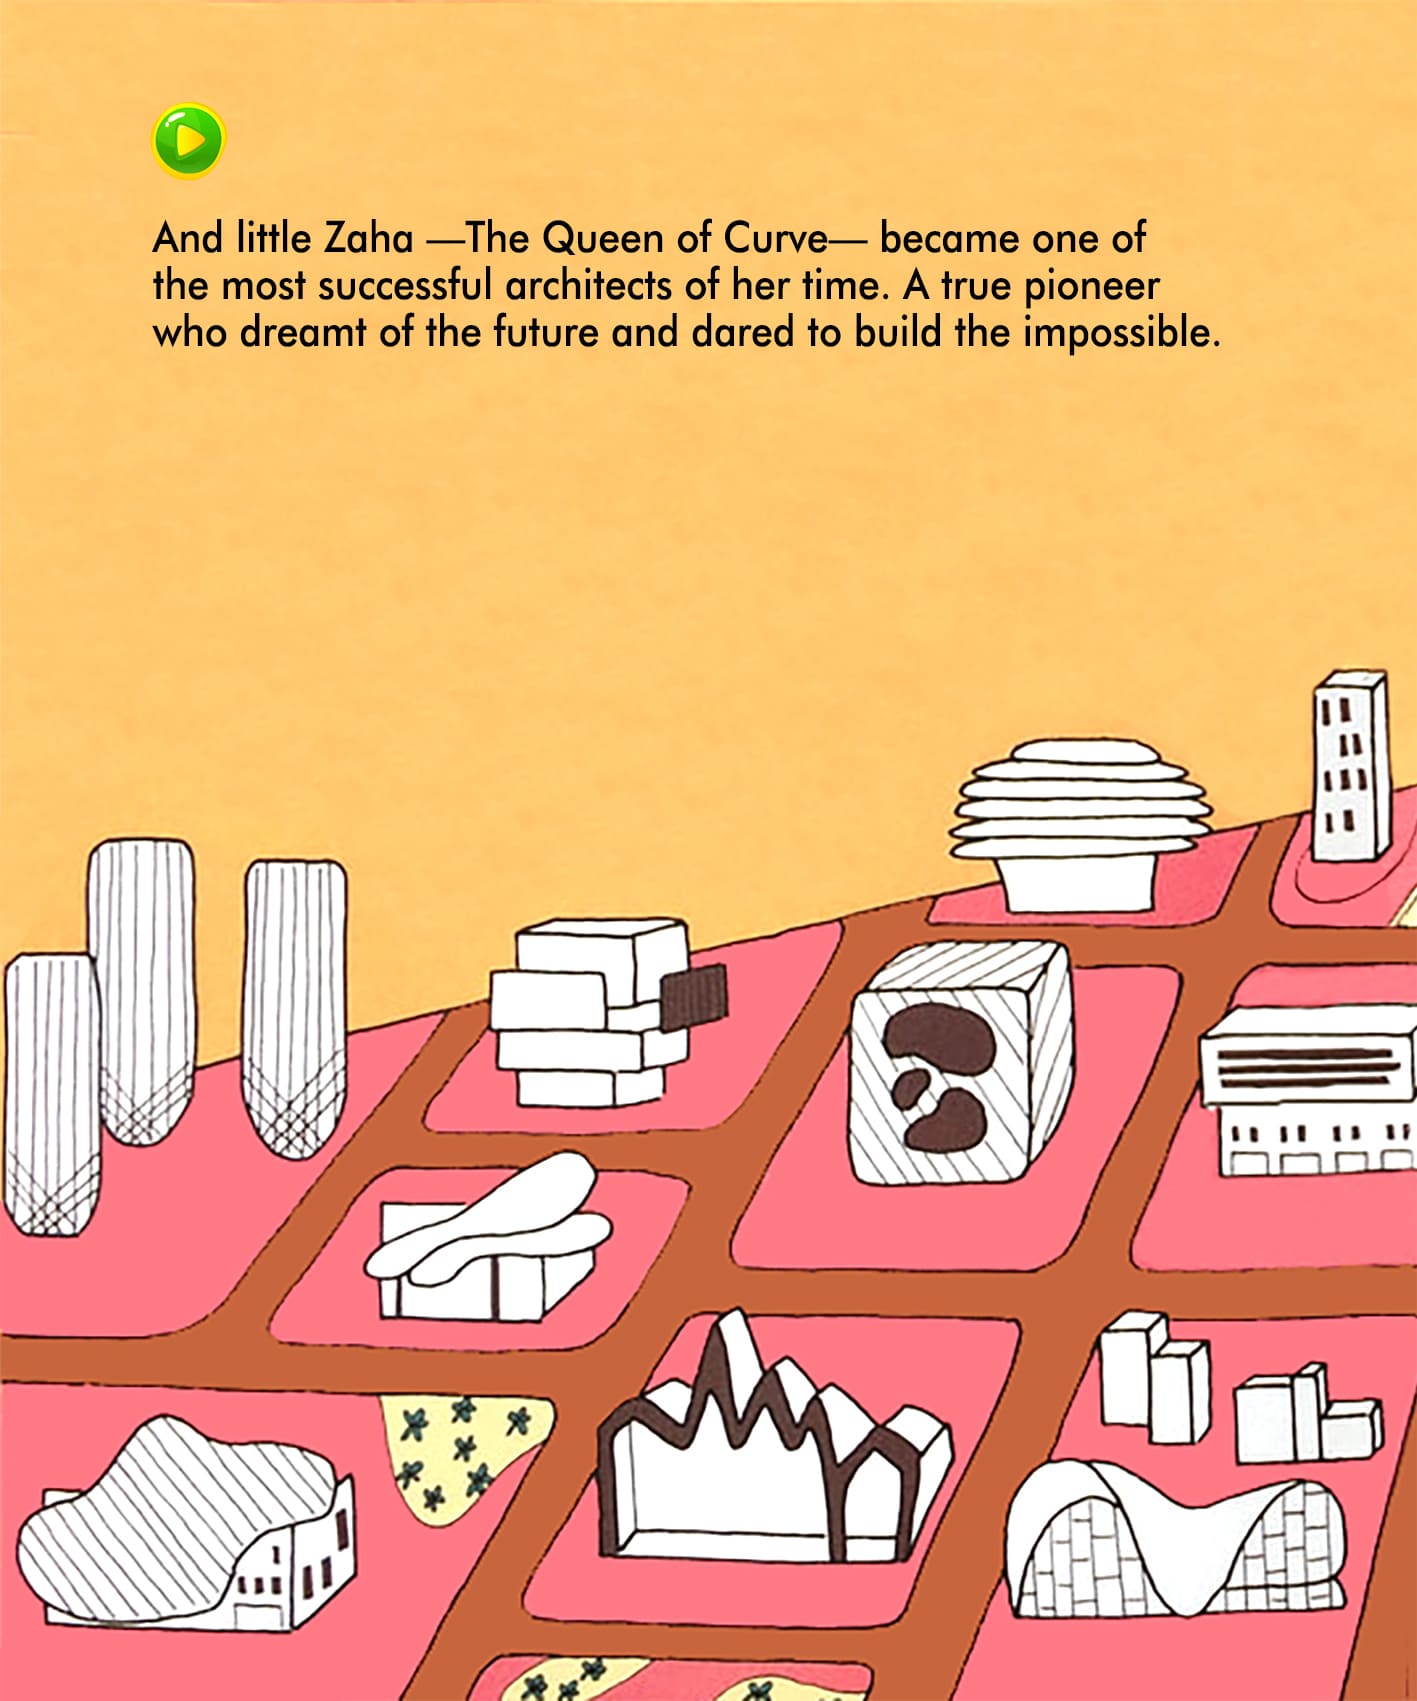 And little Zaha —The Queen of Curve— became one of
the most successful architects of her time. A true pioneer
who dreamt of the future and dared to build the impossible.